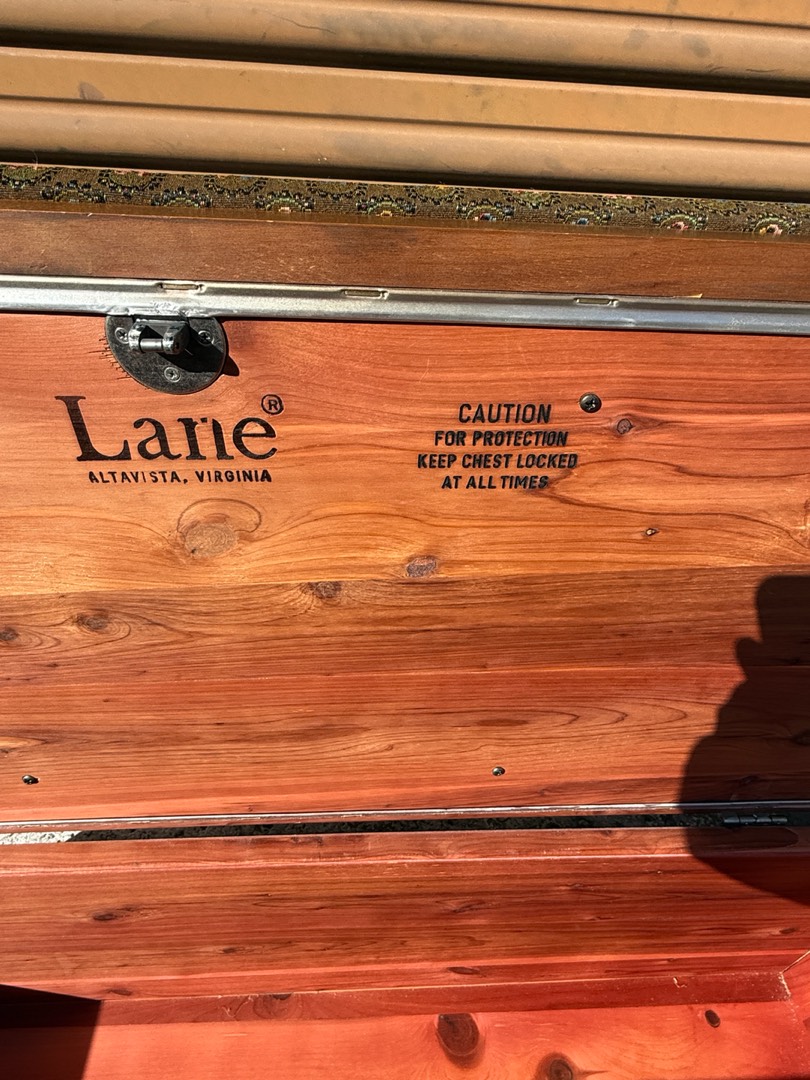 Lane®
ALTAVISTA, VIRGINIA
CAUTION
FOR PROTECTION
KEEP CHEST LOCKED
AT ALL TIMES